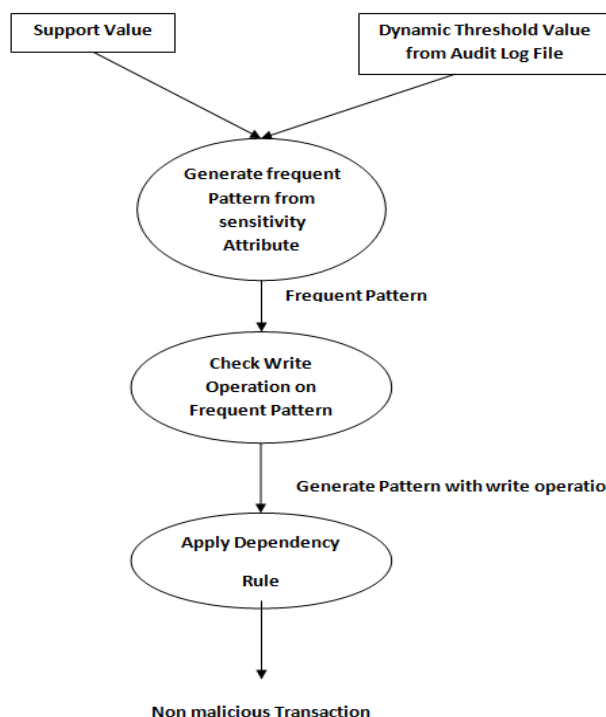 Support Value
Dynamic Threshold Value
from Audit Log File
Generate frequent
Pattern from
sensitivity
Attribute
Frequent Pattern
Check Write
Operation on
Frequent Pattern
Generate Pattern with write operatio
Apply Dependency
Rule
Non malicious Transaction